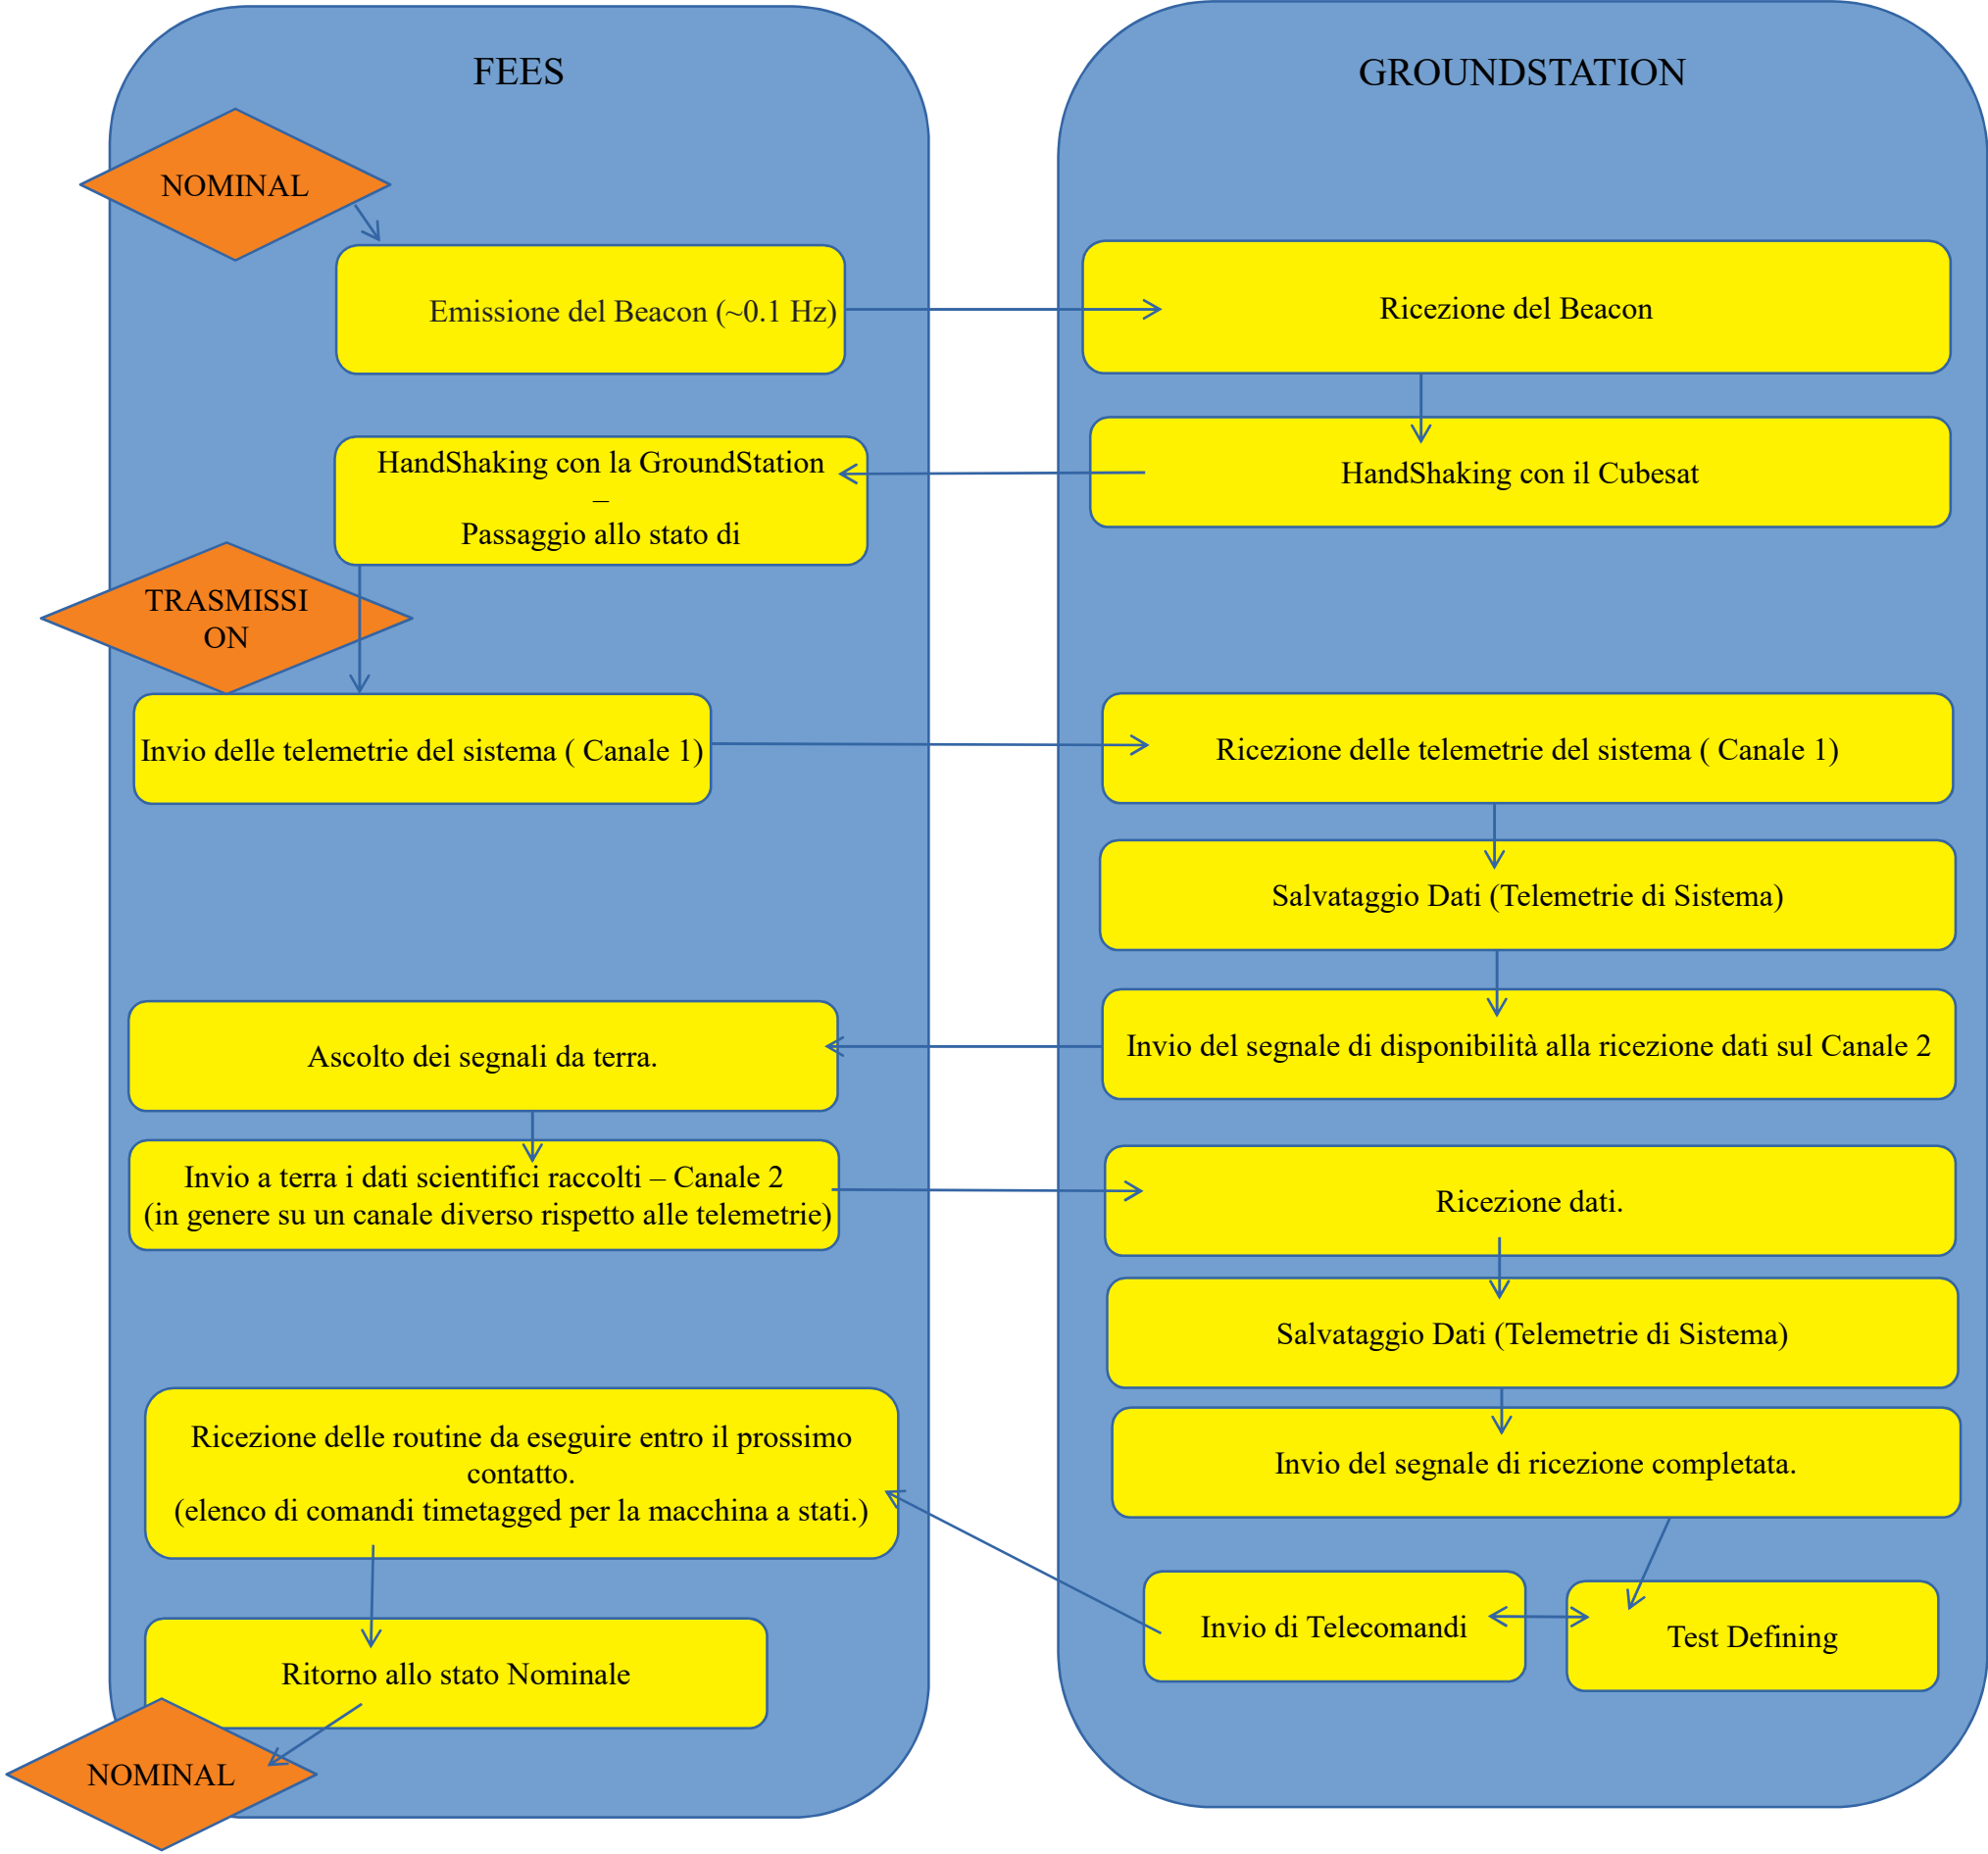 FEES
GROUNDSTATION
NOMINAL
Emissione del Beacon (~0.1 Hz)
Ricezione del Beacon
HandShaking con la GroundStation
–
Passaggio allo stato di
HandShaking con il Cubesat
TRASMISSI
ON
Invio delle telemetrie del sistema ( Canale 1)
Ricezione delle telemetrie del sistema ( Canale 1)
Salvataggio Dati (Telemetrie di Sistema)
Ascolto dei segnali da terra.
Invio del segnale di disponibilità alla ricezione dati sul Canale 2
Invio a terra i dati scientifici raccolti – Canale 2
(in genere su un canale diverso rispetto alle telemetrie)
Ricezione dati.
Salvataggio Dati (Telemetrie di Sistema)
Ricezione delle routine da eseguire entro il prossimo
contatto.
(elenco di comandi timetagged per la macchina a stati.)
Invio del segnale di ricezione completata.
Invio di Telecomandi
Test Defining
Ritorno allo stato Nominale
NOMINAL